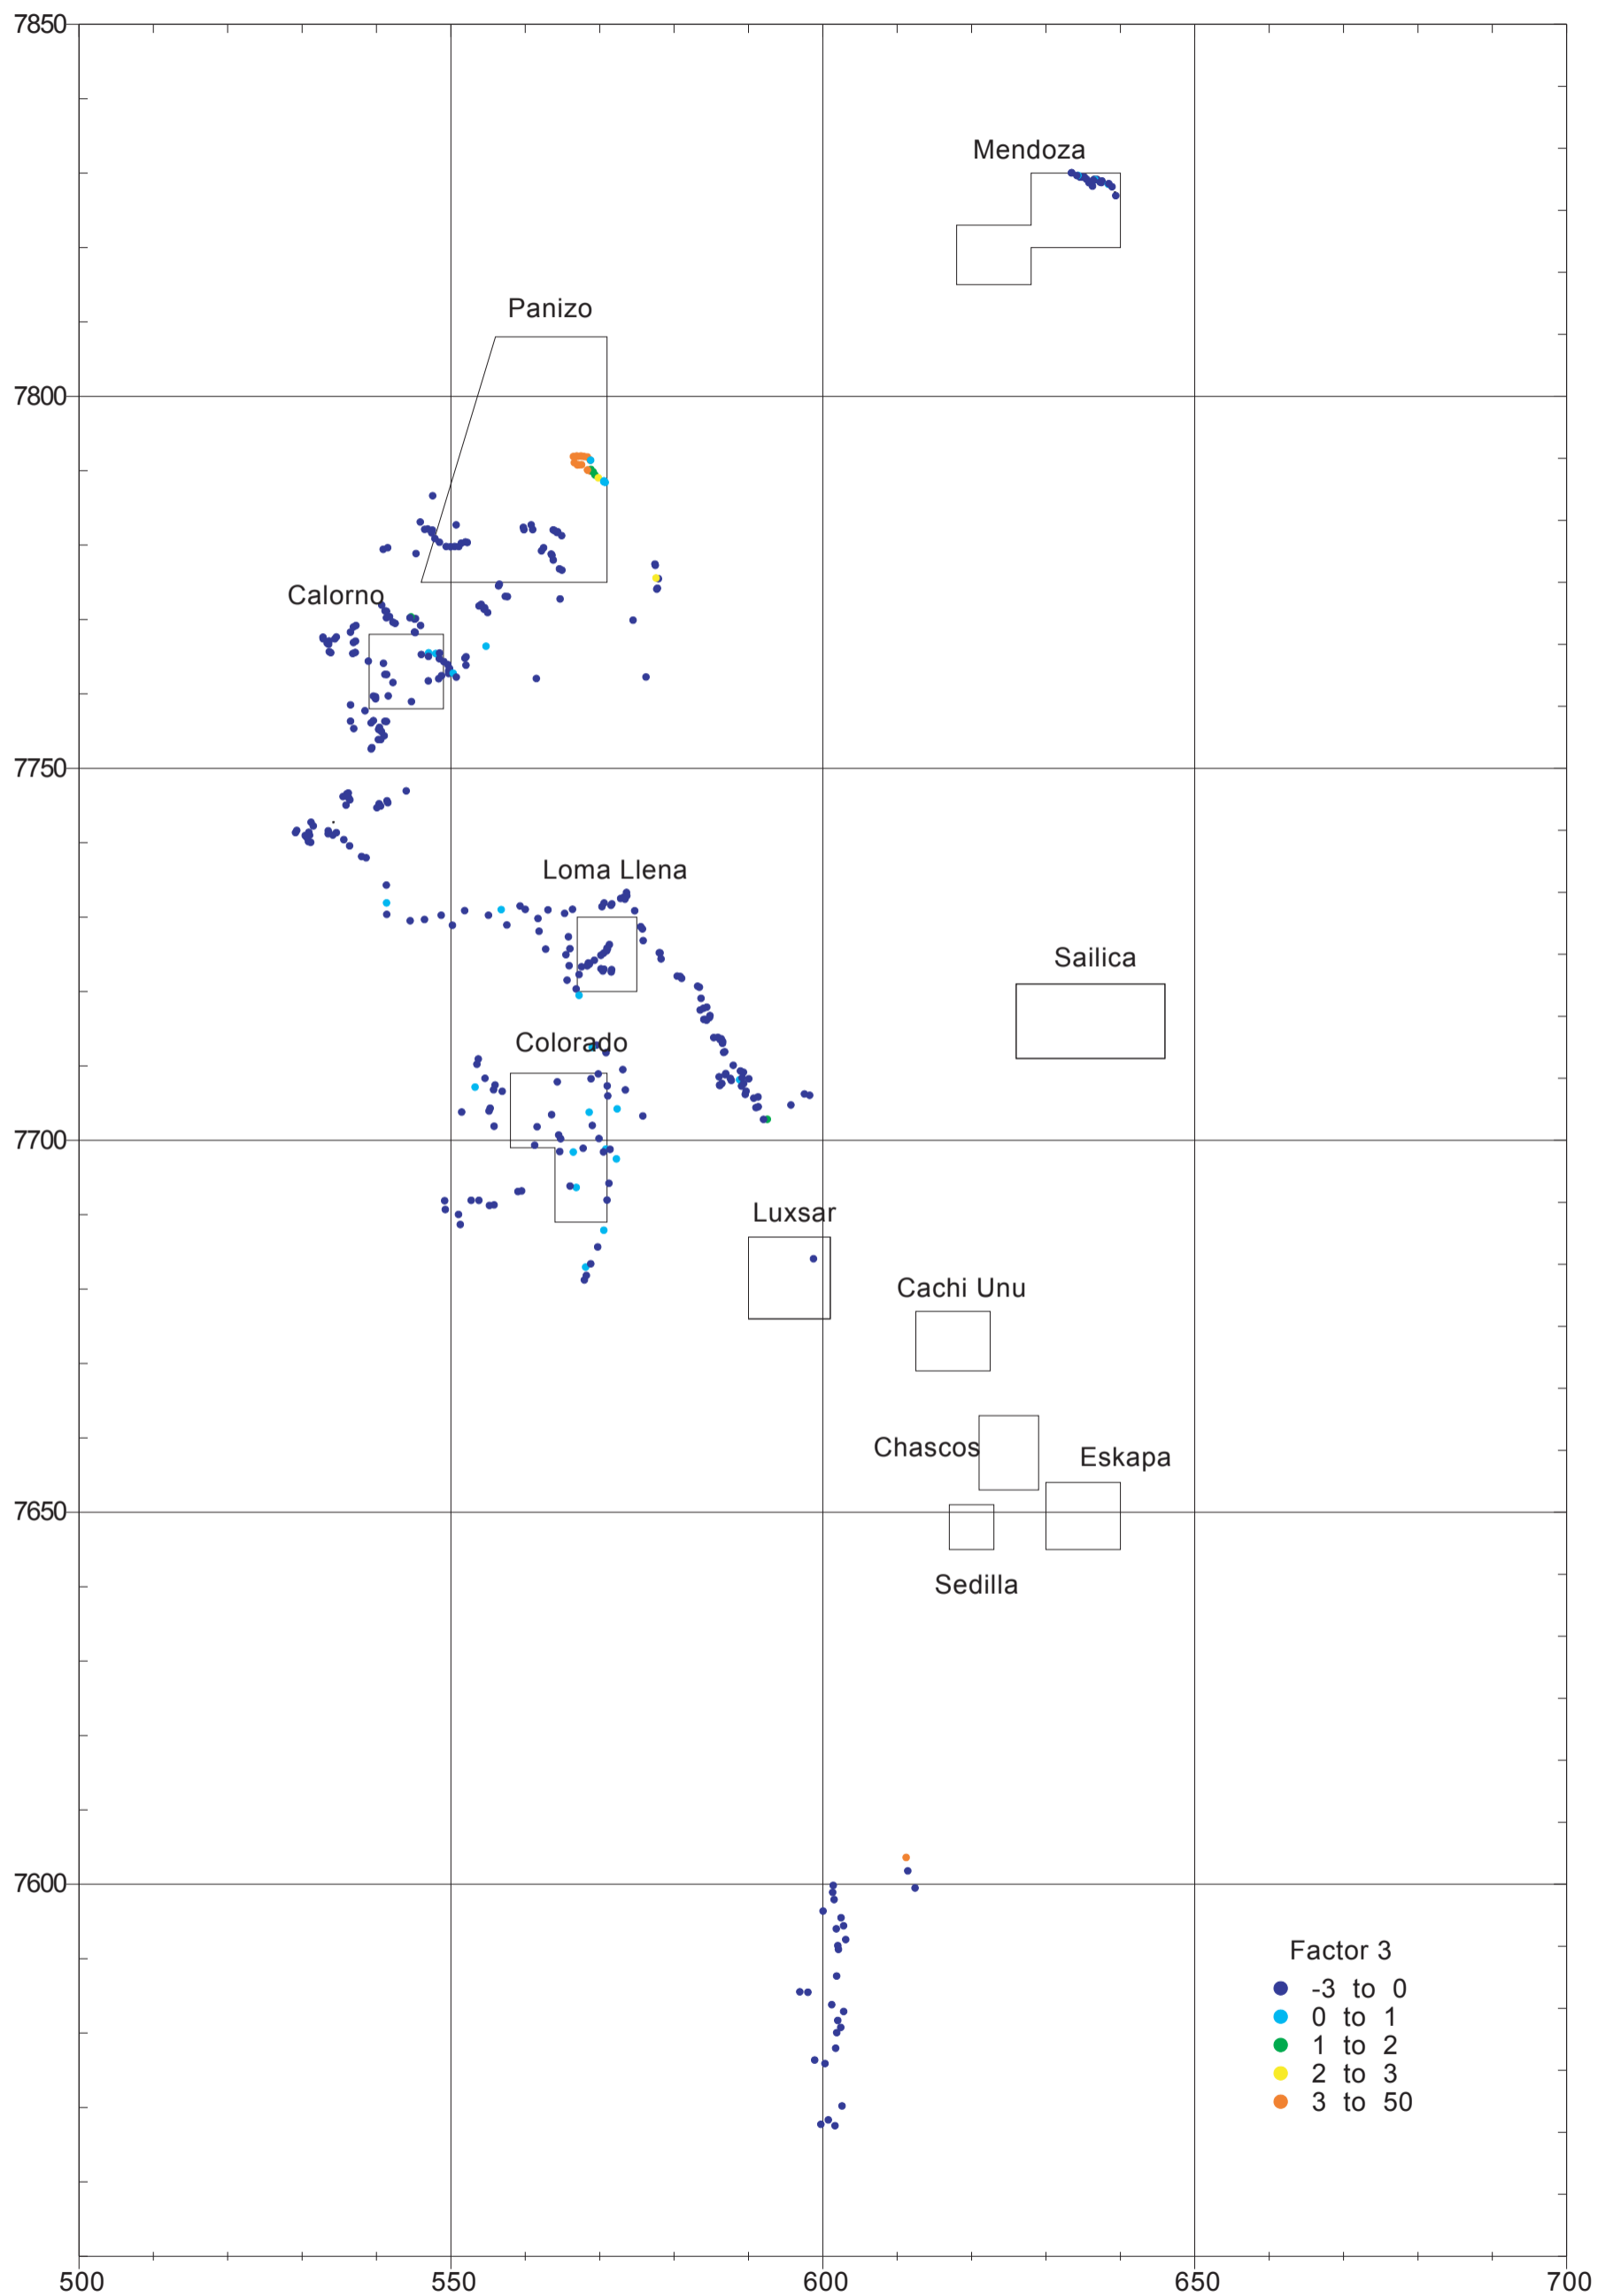 7850
Mendoza
Panizo
7800
Calorno
7750
Loma Llena
Sailica
Colorado
7700
Luxsar
Cachi Unu
Chascos
Eskapa
7650
Sedilla
7600
Factor 3
-3 to 0
0 to 1
1 to 2
2 to 3
3 to 50
500 550 600 650 700